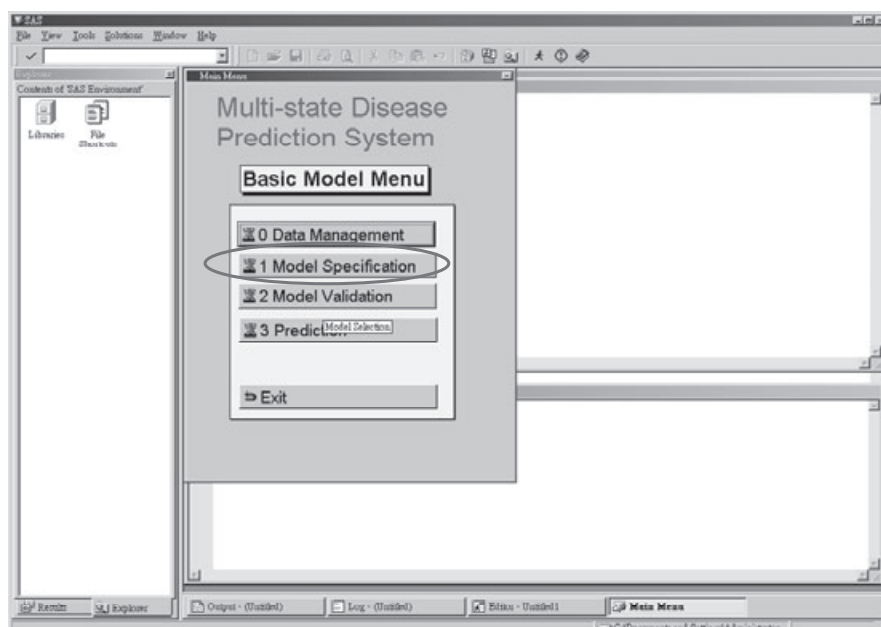 SAS
File View Tools Solutions Window Help
Explorer
Contents of 'SAS Environment'
Libraries
File Shortcuts
Main Menu
Multi-state Disease
Prediction System
Basic Model Menu
0 Data Management
1 Model Specification
2 Model Validation
3 Prediction
Model Selection
Exit
Results
Explorer
Output - (Untitled)
Log - (Untitled)
Editor - Untitled1
Main Menu